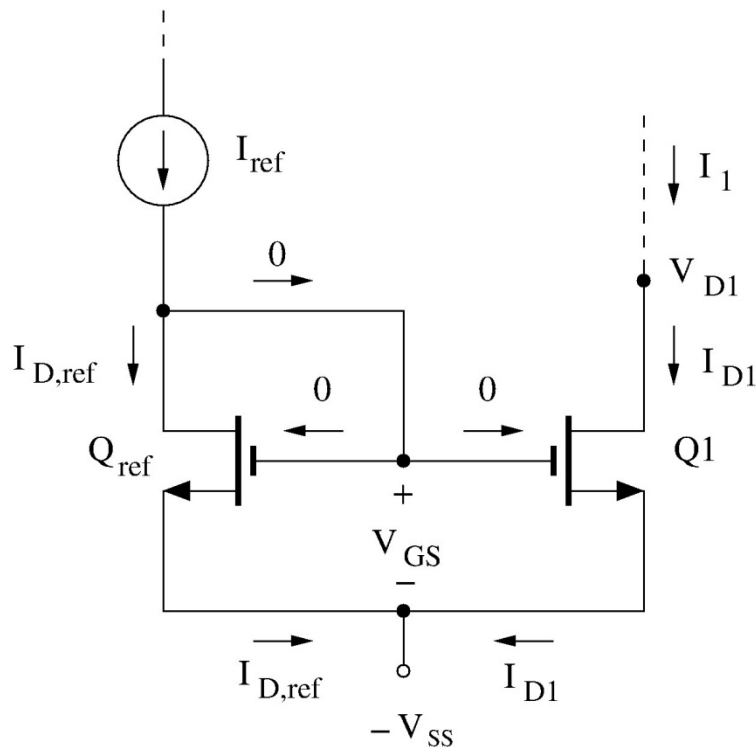 I_ref
I_1
0
V_D1
I_D,ref
I_D1
0
0
Q_ref
Q1
+
V_GS
−
I_D,ref
I_D1
−V_SS